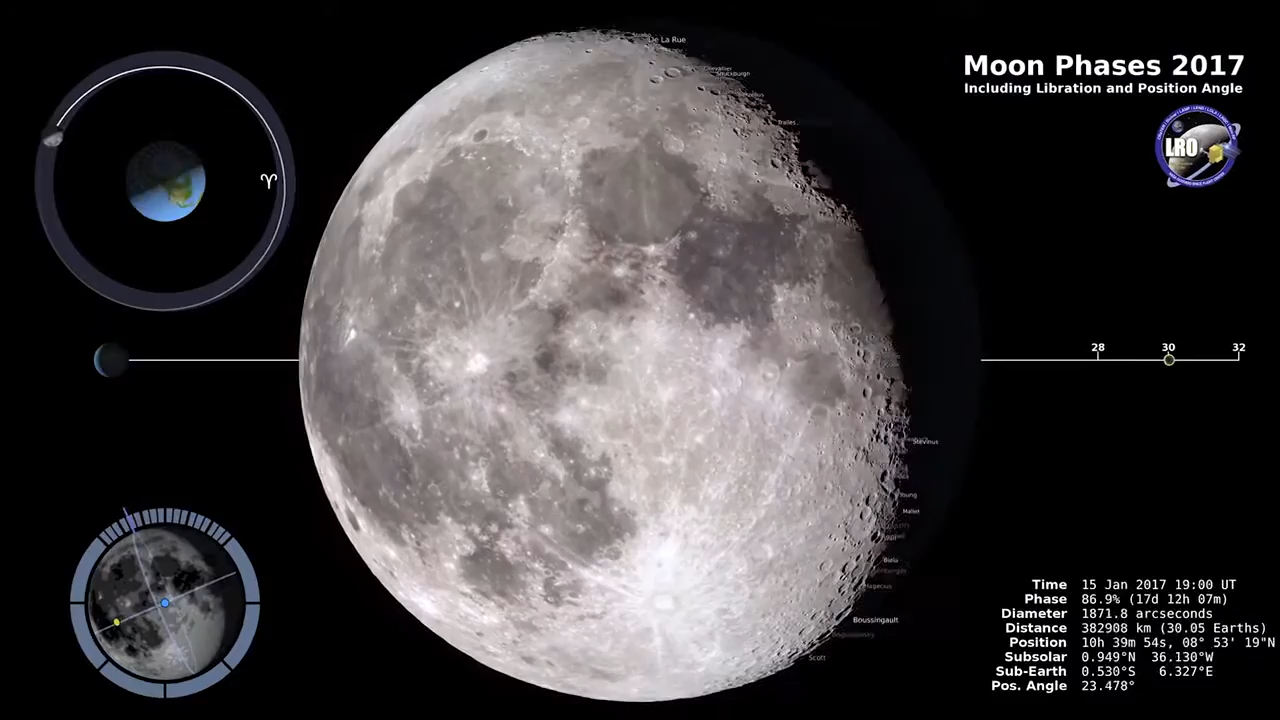 Moon Phases 2017
Including Libration and Position Angle
LRO
De La Rue
Tralles
28 30 32
Stevinus
Young
Mallet
Biela
Hagecius
Boussingault
Boguslawsky
Scott
Time 15 Jan 2017 19:00 UT
Phase 86.9% (17d 12h 07m)
Diameter 1871.8 arcseconds
Distance 382908 km (30.05 Earths)
Position 10h 39m 54s, 08° 53' 19"N
Subsolar 0.949°N 36.130°W
Sub-Earth 0.530°S 6.327°E
Pos. Angle 23.478°